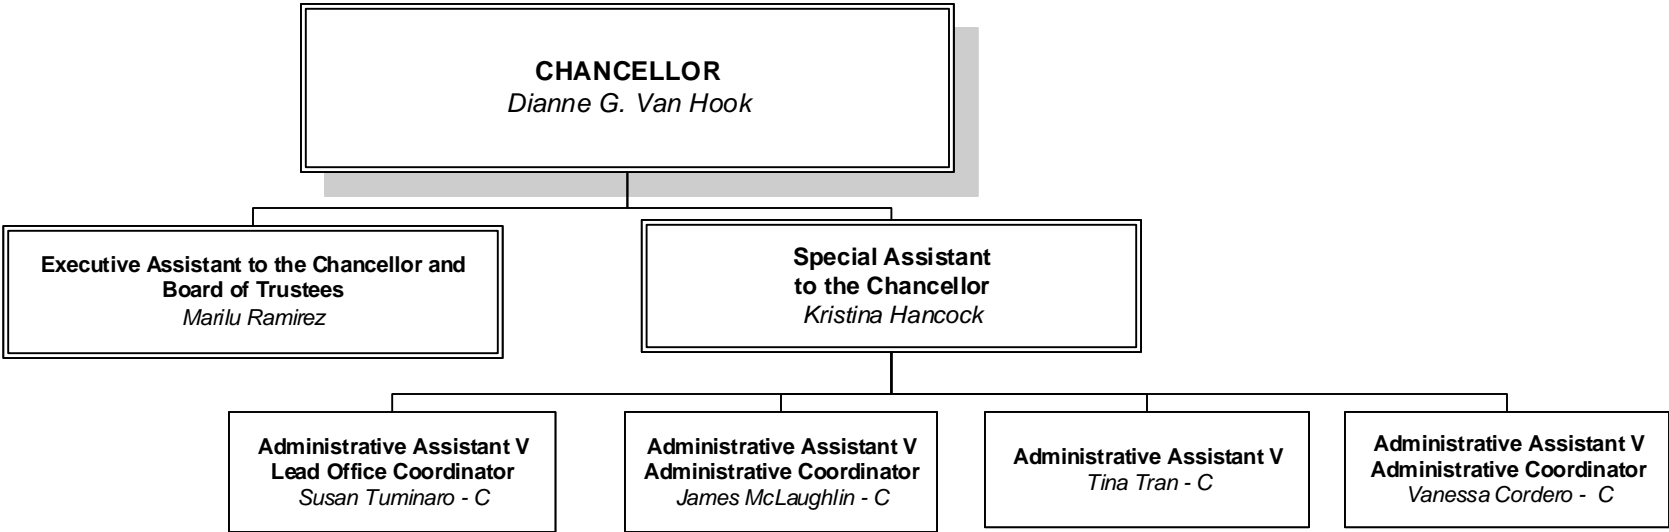 CHANCELLOR
Dianne G. Van Hook
Executive Assistant to the Chancellor and
Board of Trustees
Marilu Ramirez
Special Assistant
to the Chancellor
Kristina Hancock
Administrative Assistant V
Lead Office Coordinator
Susan Tuminaro - C
Administrative Assistant V
Administrative Coordinator
James McLaughlin - C
Administrative Assistant V
Tina Tran - C
Administrative Assistant V
Administrative Coordinator
Vanessa Cordero - C